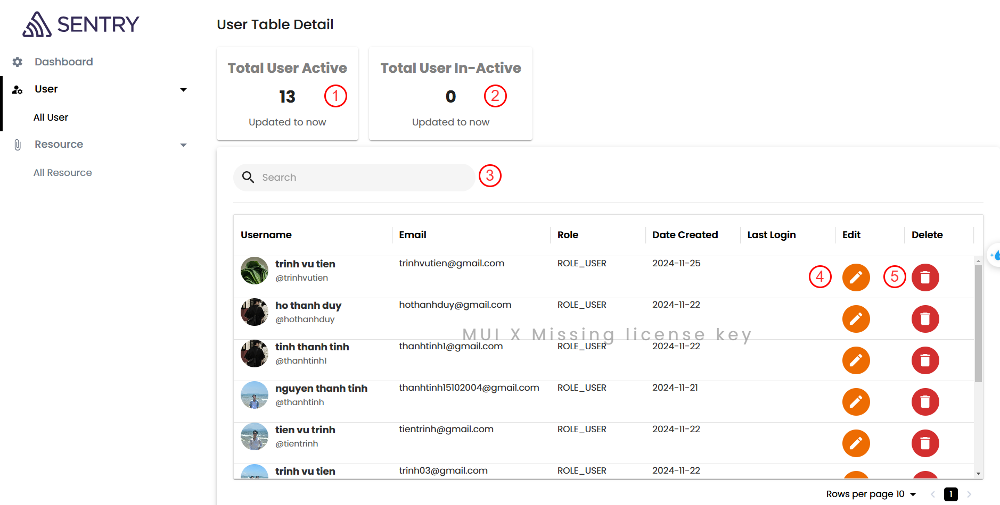 SENTRY
Dashboard
User
All User
Resource
All Resource
User Table Detail
Total User Active
13
1
Updated to now
Total User In-Active
0
2
Updated to now
Search
3
Username Email Role Date Created Last Login Edit Delete
trinh vu tien trinhvutien@gmail.com ROLE_USER 2024-11-25
@trinhvutien
4 5
ho thanh duy hothanhduy@gmail.com ROLE_USER 2024-11-22
@hothanhduy
MUI X Missing license key
tinh thanh tinh thanhtinh1@gmail.com ROLE_USER 2024-11-22
@thanhtinh1
nguyen thanh tinh thanhtinh15102004@gmail.com ROLE_USER 2024-11-21
@thanhtinh
tien vu trinh tientrinh@gmail.com ROLE_USER 2024-11-22
@tientrinh
trinh vu tien trinh03@gmail.com ROLE_USER 2024-11-22
Rows per page 10 1